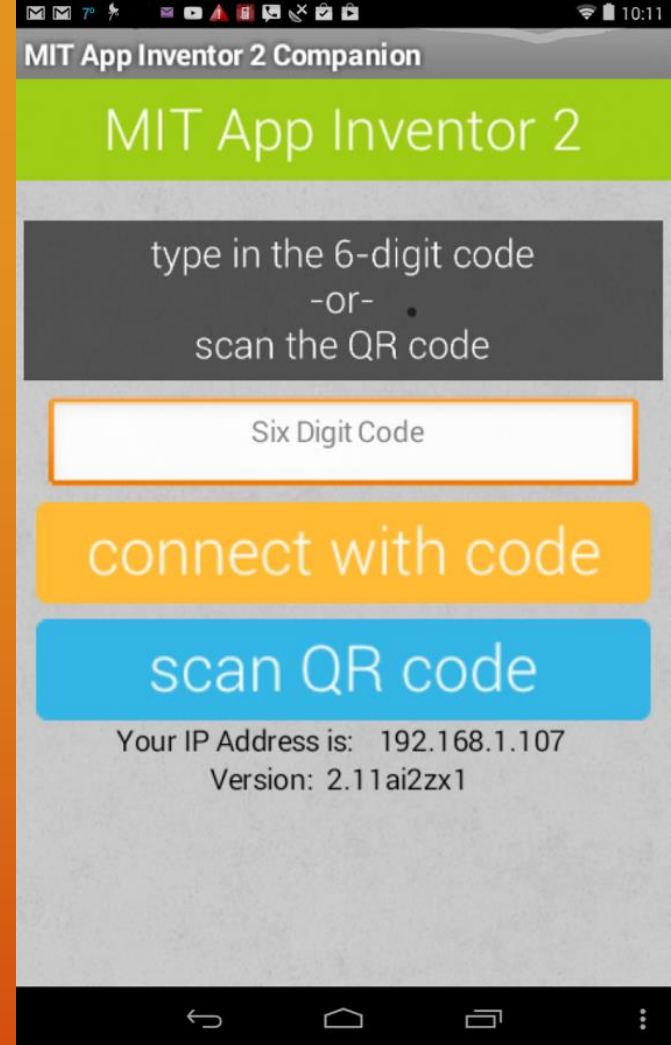 7° 10:11
MIT App Inventor 2 Companion
MIT App Inventor 2
type in the 6-digit code
-or-
scan the QR code
Six Digit Code
connect with code
scan QR code
Your IP Address is: 192.168.1.107
Version: 2.11ai2zx1